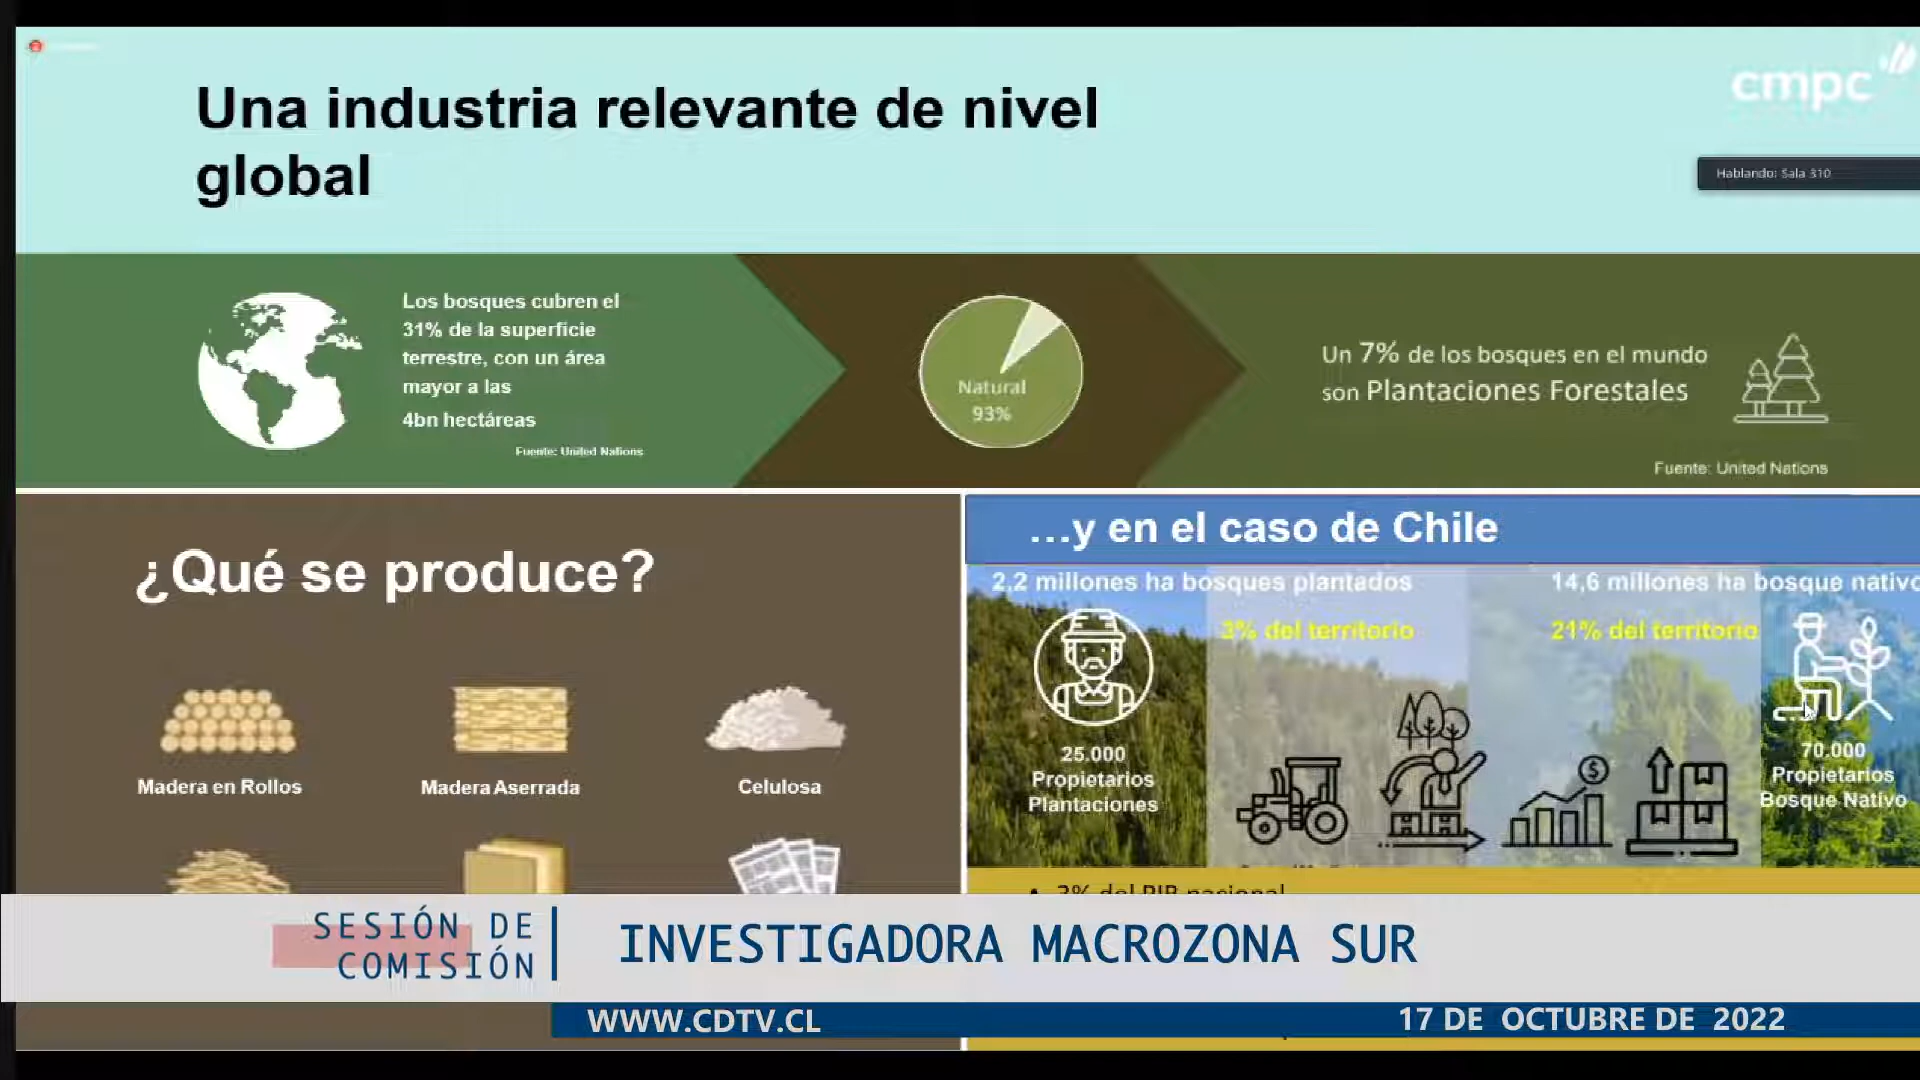 Una industria relevante de nivel
global
cmpc
Hablando: Sala 310
Los bosques cubren el
31% de la superficie
terrestre, con un área
mayor a las
4bn hectáreas
Fuente: United Nations
Natural
93%
Un 7% de los bosques en el mundo
son Plantaciones Forestales
Fuente: United Nations
¿Qué se produce?
Madera en Rollos
Madera Aserrada
Celulosa
...y en el caso de Chile
2,2 millones ha bosques plantados
14,6 millones ha bosque nativo
3% del territorio
21% del territorio
25.000
Propietarios
Plantaciones
70.000
Propietarios
Bosque Nativo
• 3% del PIB nacional
SESIÓN DE
COMISIÓN
INVESTIGADORA MACROZONA SUR
WWW.CDTV.CL
17 DE OCTUBRE DE 2022